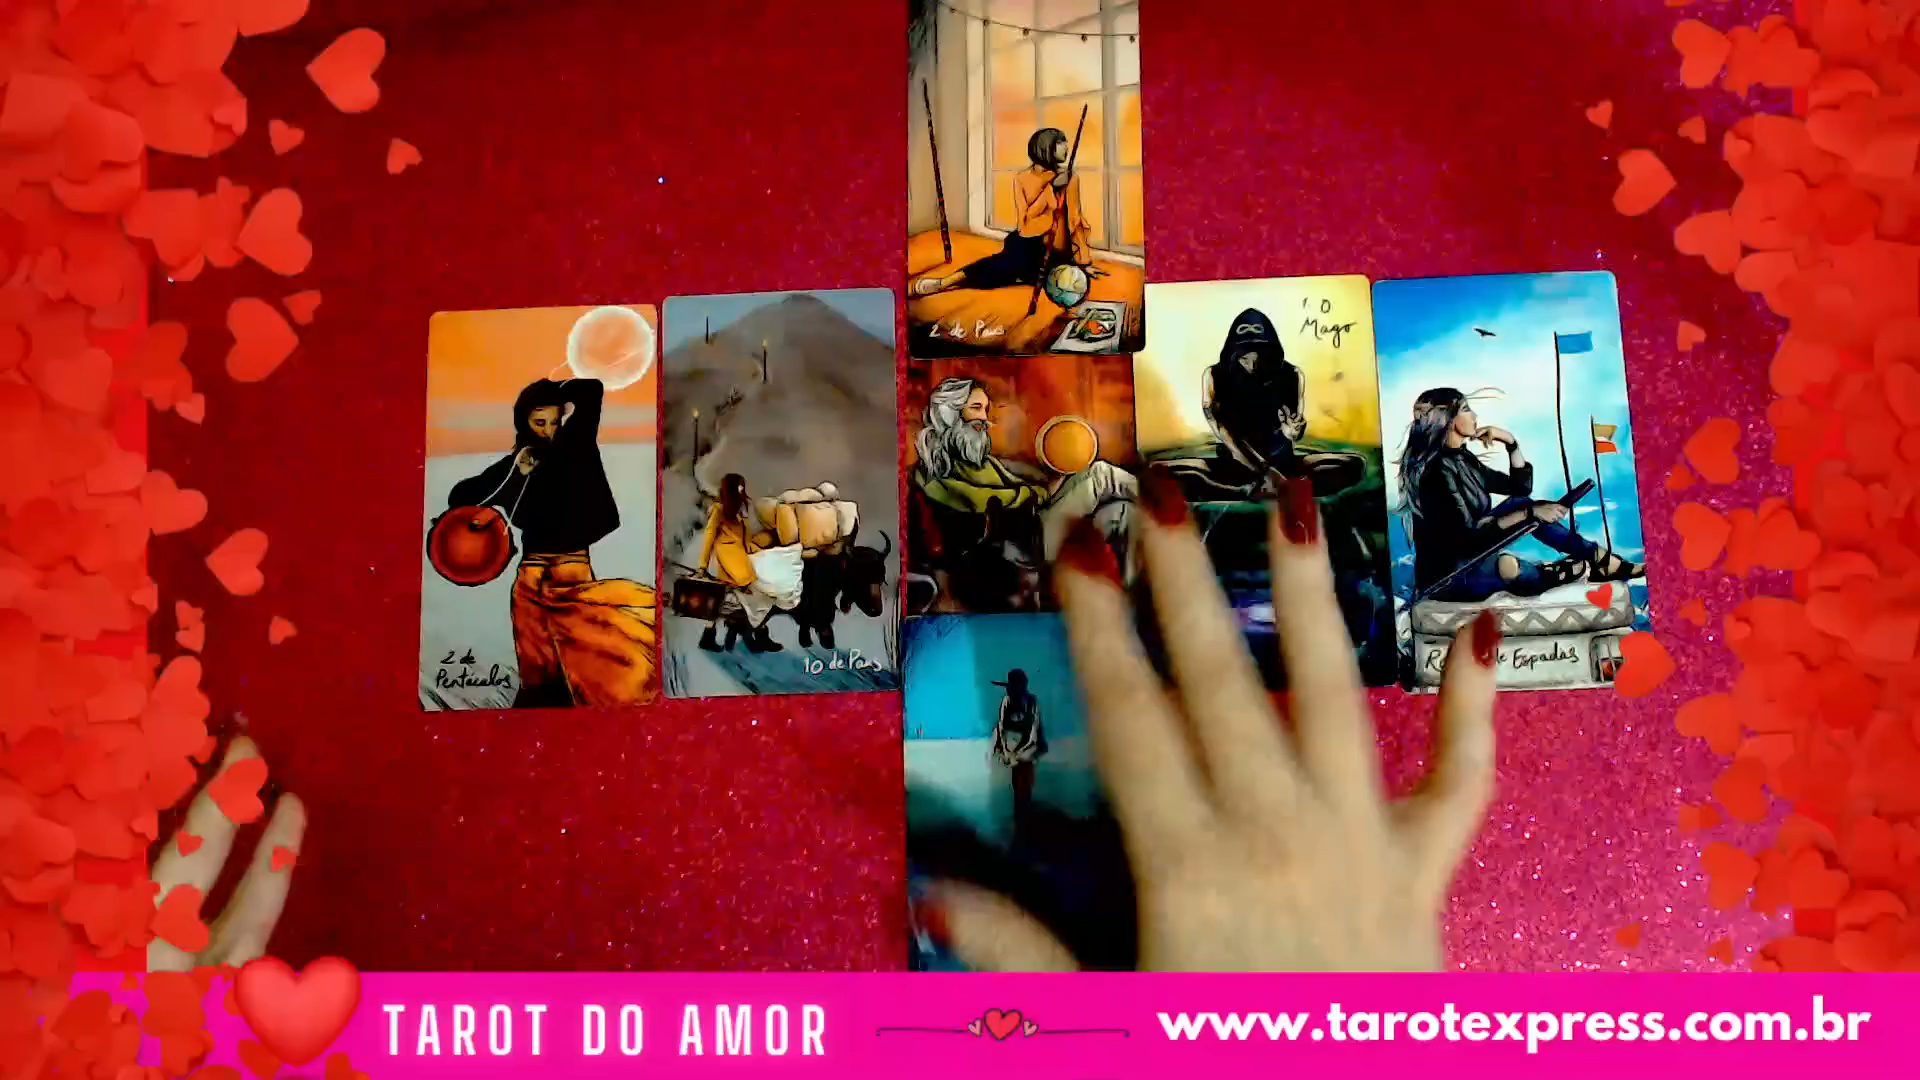 2 de Paus
'O
Mago
2 de
Pentáculos
10 de Paus
de Espadas
TAROT DO AMOR
www.tarotexpress.com.br